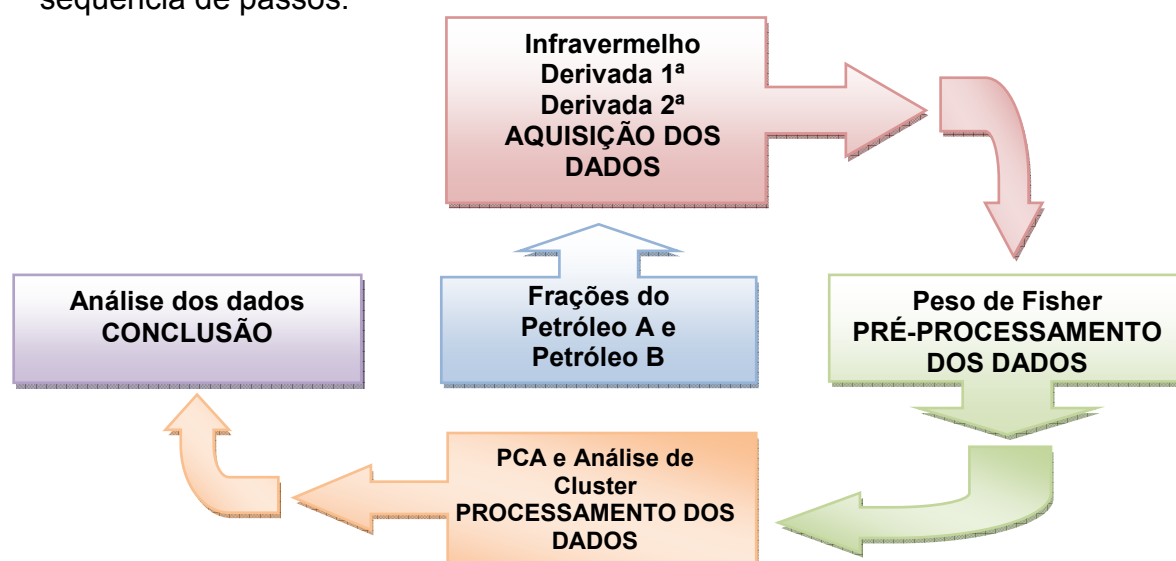 sequência de passos:
Infravermelho
Derivada 1ª
Derivada 2ª
AQUISIÇÃO DOS
DADOS
Análise dos dados
CONCLUSÃO
Frações do
Petróleo A e
Petróleo B
Peso de Fisher
PRÉ-PROCESSAMENTO
DOS DADOS
PCA e Análise de
Cluster
PROCESSAMENTO DOS
DADOS